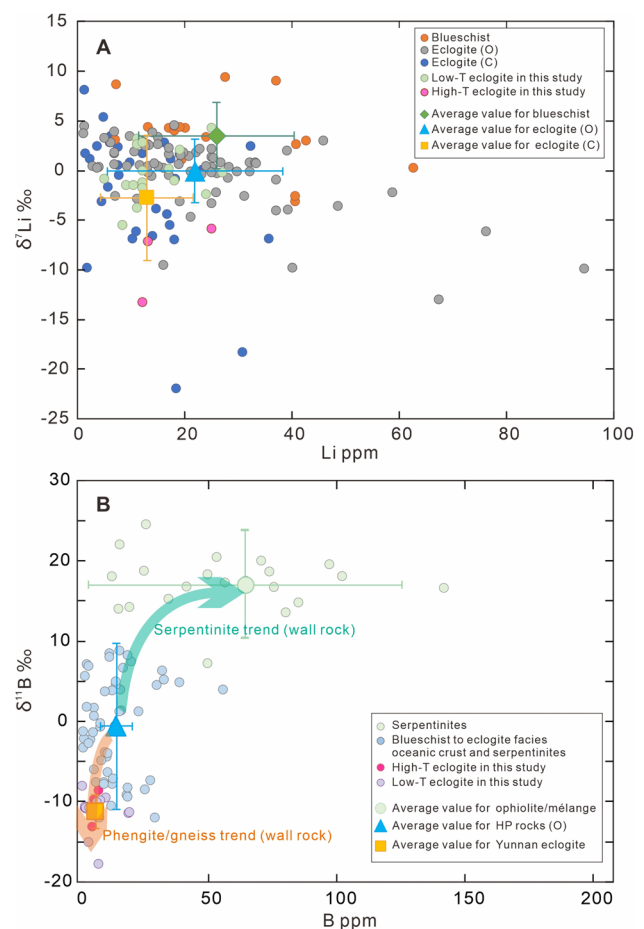 15
10
5
0
-5
-10
-15
-20
-25
δ⁷Li ‰
A
Blueschist
Eclogite (O)
Eclogite (C)
Low-T eclogite in this study
High-T eclogite in this study
Average value for blueschist
Average value for eclogite (O)
Average value for eclogite (C)
0
20
40
60
80
100
Li ppm
30
20
10
0
-10
-20
δ¹¹B ‰
B
Serpentinite trend (wall rock)
Phengite/gneiss trend (wall rock)
Serpentinites
Blueschist to eclogite facies
oceanic crust and serpentinites
High-T eclogite in this study
Low-T eclogite in this study
Average value for ophiolite/mélange
Average value for HP rocks (O)
Average value for Yunnan eclogite
0
50
100
150
200
B ppm